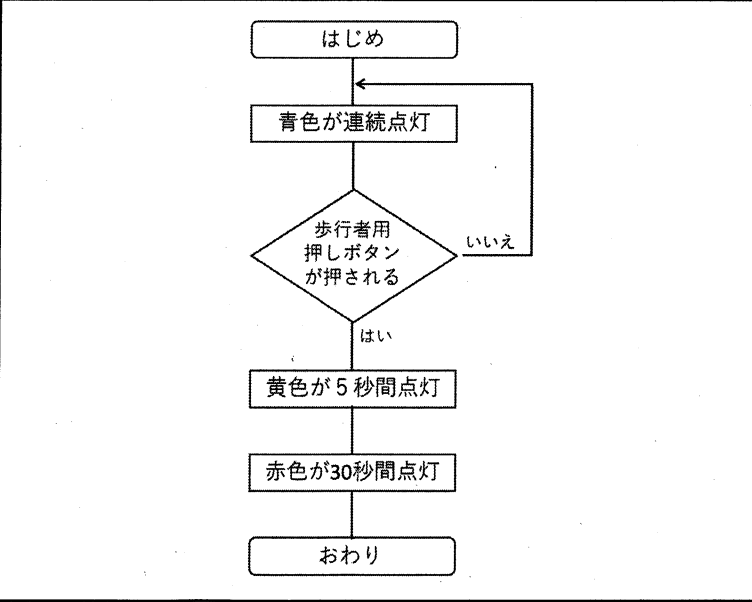 はじめ
青色が連続点灯
歩行者用
押しボタン
が押される
いいえ
はい
黄色が５秒間点灯
赤色が30秒間点灯
おわり